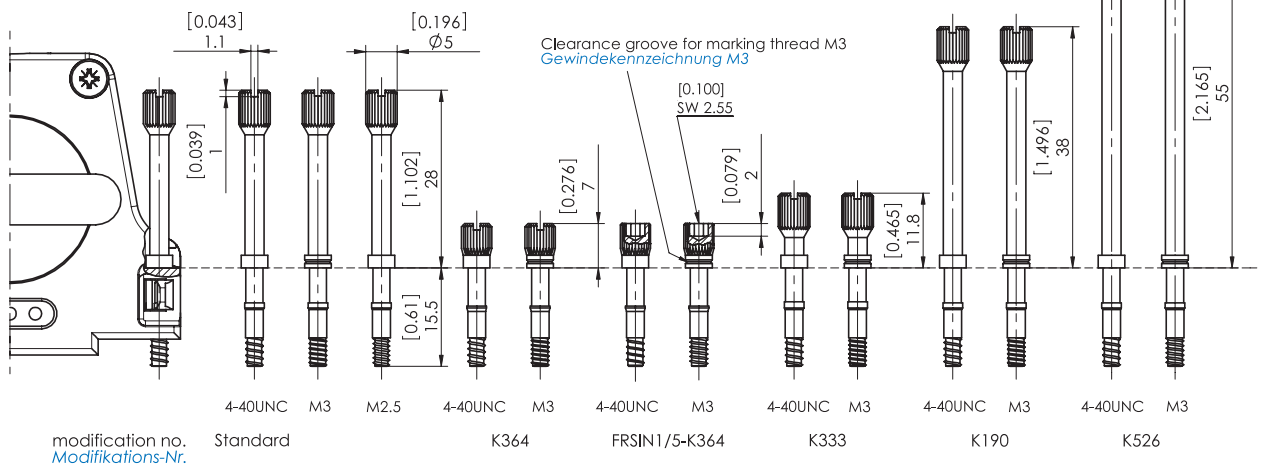 [0.043]
1.1
[0.196]
Ø5
[0.039]
1
[1.102]
28
[0.61]
15.5
[0.276]
7
Clearance groove for marking thread M3
Gewindekennzeichnung M3
[0.100]
SW 2.55
[0.079]
2
[0.465]
11.8
[1.496]
38
[2.165]
55
4-40UNC M3 M2.5 4-40UNC M3 4-40UNC M3 4-40UNC M3 4-40UNC M3 4-40UNC M3
modification no. Standard K364 FRSIN1/5-K364 K333 K190 K526
Modifikations-Nr.